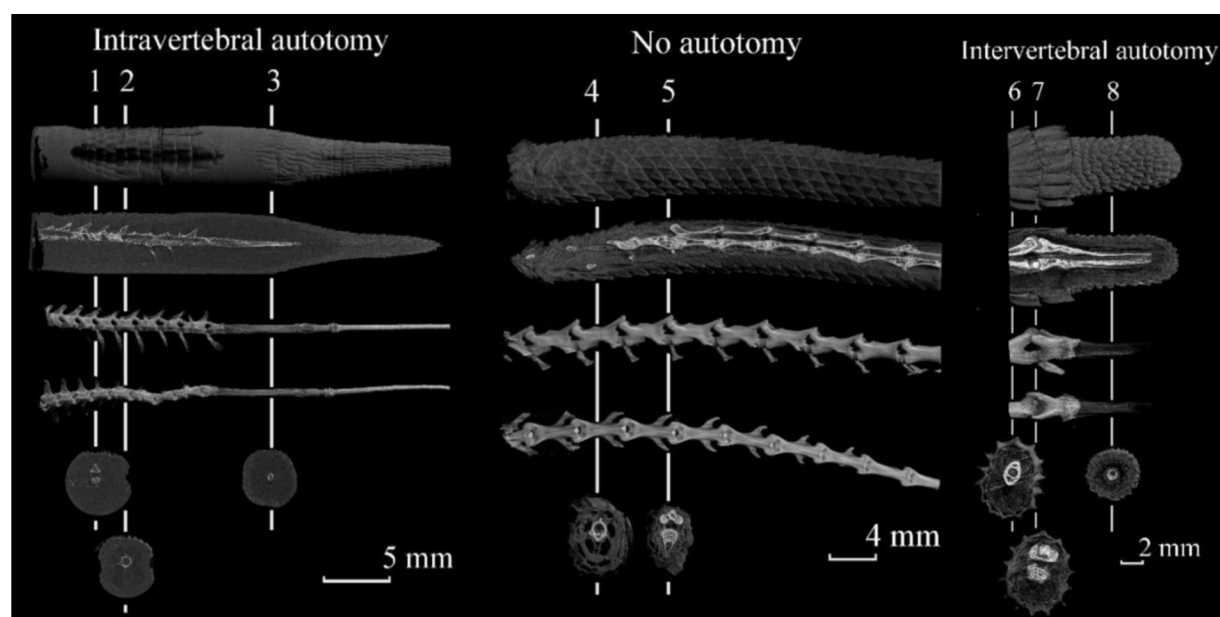 Intravertebral autotomy
1 2 3
No autotomy
4 5
Intervertebral autotomy
6 7 8
5 mm
4 mm
2 mm